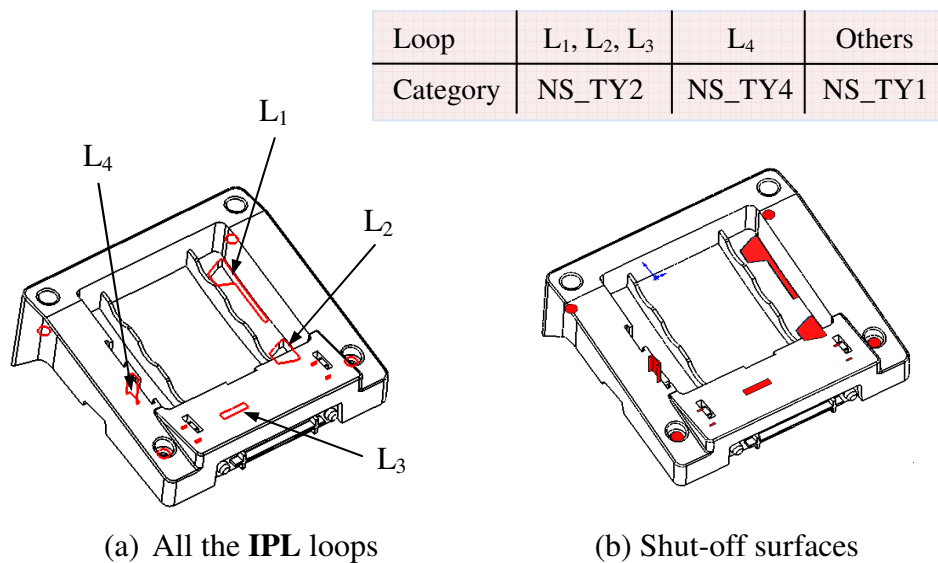 Loop L₁, L₂, L₃ L₄ Others
Category NS_TY2 NS_TY4 NS_TY1
L₁
L₄
L₂
L₃
(a) All the IPL loops
(b) Shut-off surfaces